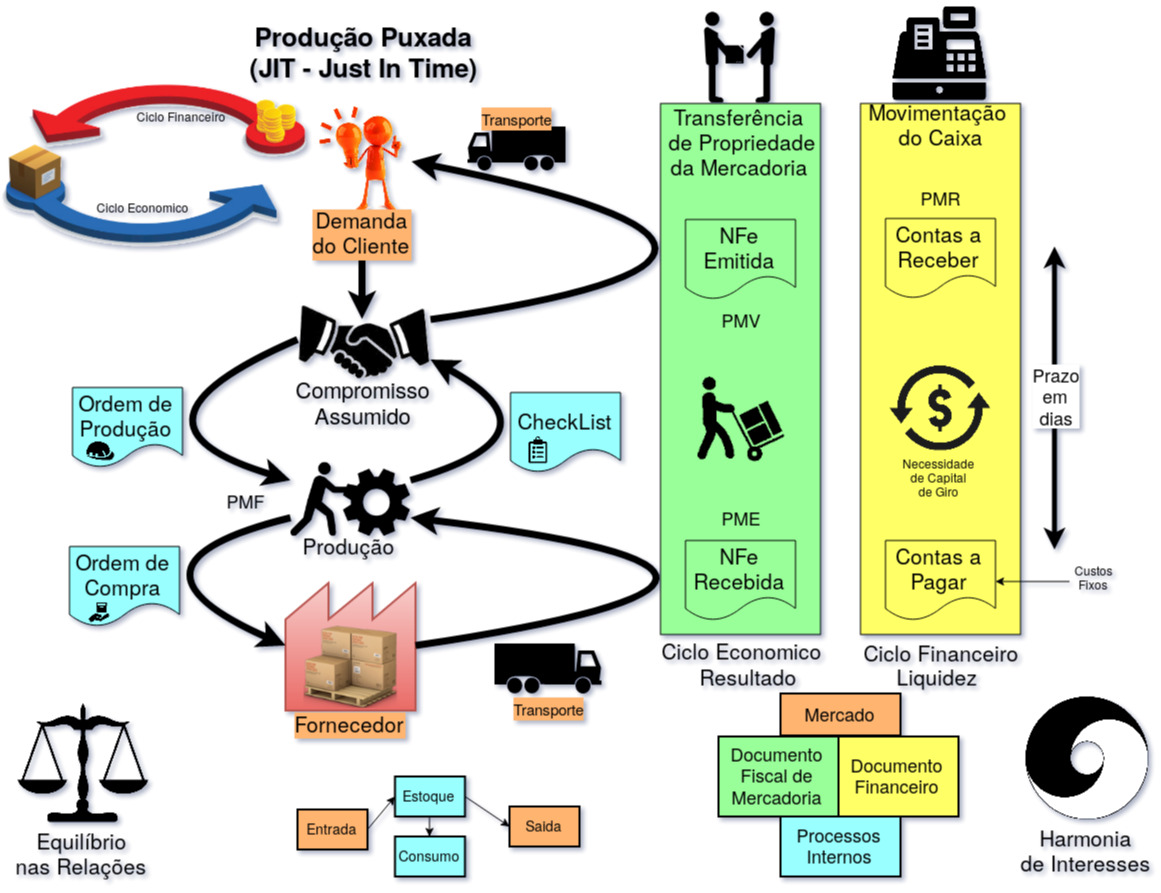 Produção Puxada
(JIT - Just In Time)
Ciclo Financeiro
Ciclo Economico
Transporte
Demanda
do Cliente
Compromisso
Assumido
Ordem de
Produção
CheckList
PMF
Produção
Ordem de
Compra
Fornecedor
Transporte
Transferência
de Propriedade
da Mercadoria
NFe
Emitida
PMV
PME
NFe
Recebida
Ciclo Economico
Resultado
Movimentação
do Caixa
PMR
Contas a
Receber
Necessidade
de Capital
de Giro
Contas a
Pagar
Ciclo Financeiro
Liquidez
Prazo
em
dias
Custos
Fixos
Equilíbrio
nas Relações
Entrada
Estoque
Consumo
Saida
Mercado
Documento
Fiscal de
Mercadoria
Documento
Financeiro
Processos
Internos
Harmonia
de Interesses